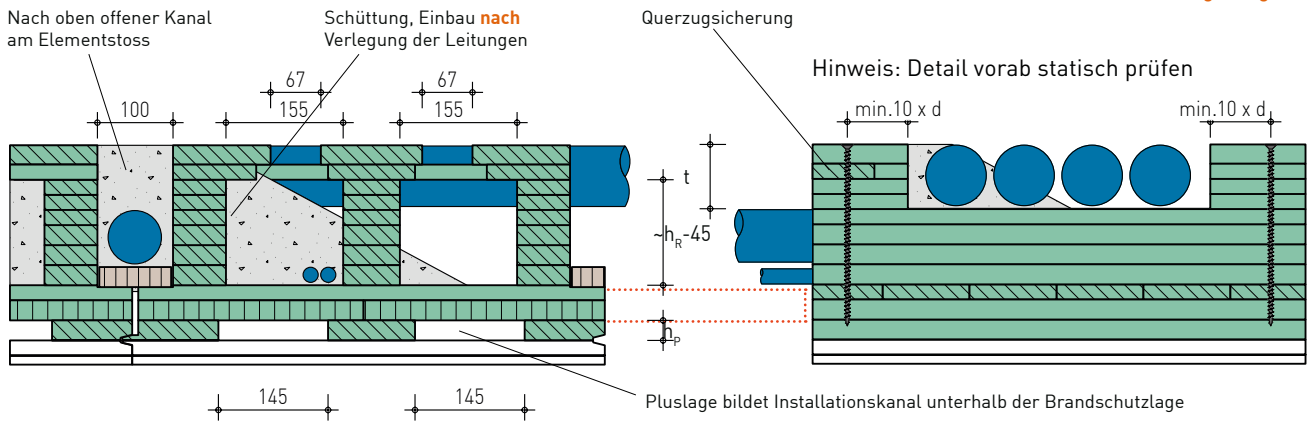 Nach oben offener Kanal
am Elementstoss
Schüttung, Einbau nach
Verlegung der Leitungen
Querzugsicherung
Hinweis: Detail vorab statisch prüfen
67
67
100
155
155
min.10 x d
min.10 x d
t
~hR-45
hP
145
145
Pluslage bildet Installationskanal unterhalb der Brandschutzlage